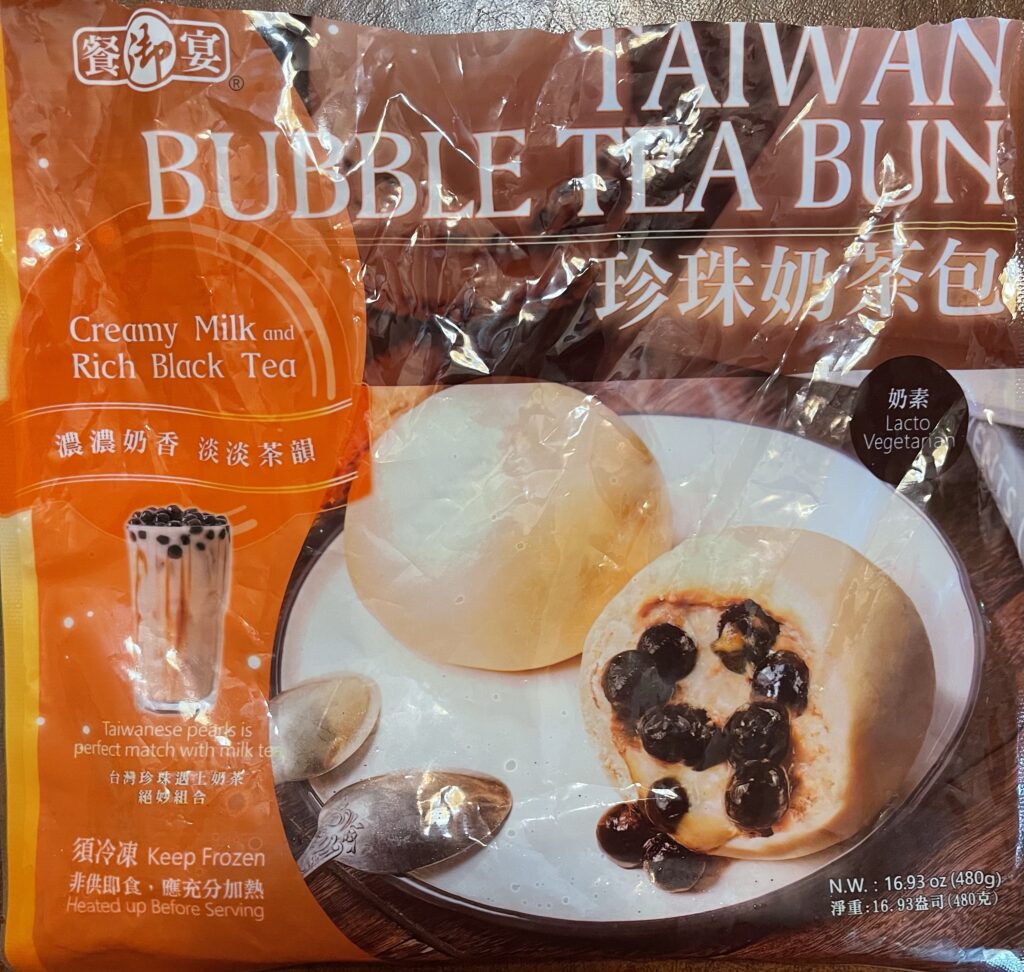 餐御宴
®
TAIWAN
BUBBLE TEA BUN
珍珠奶茶包
Creamy Milk and
Rich Black Tea
濃濃奶香 淡淡茶韻
奶素
Lacto
Vegetarian
Taiwanese pearls is
perfect match with milk tea
台灣珍珠遇上奶茶
絕妙組合
須冷凍 Keep Frozen
非供即食，應充分加熱
Heated up Before Serving
N.W. : 16.93 oz (480g)
淨重:16.93盎司(480克)